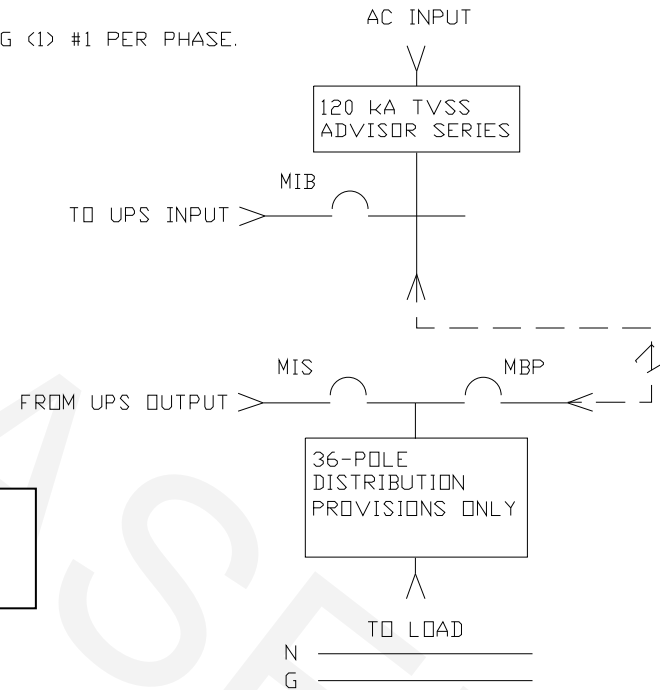 AC INPUT
G (1) #1 PER PHASE.
120 kA TVSS
ADVISOR SERIES
MIB
TO UPS INPUT
MIS
MBP
FROM UPS OUTPUT
36-POLE
DISTRIBUTION
PROVISIONS ONLY
TO LOAD
N
G